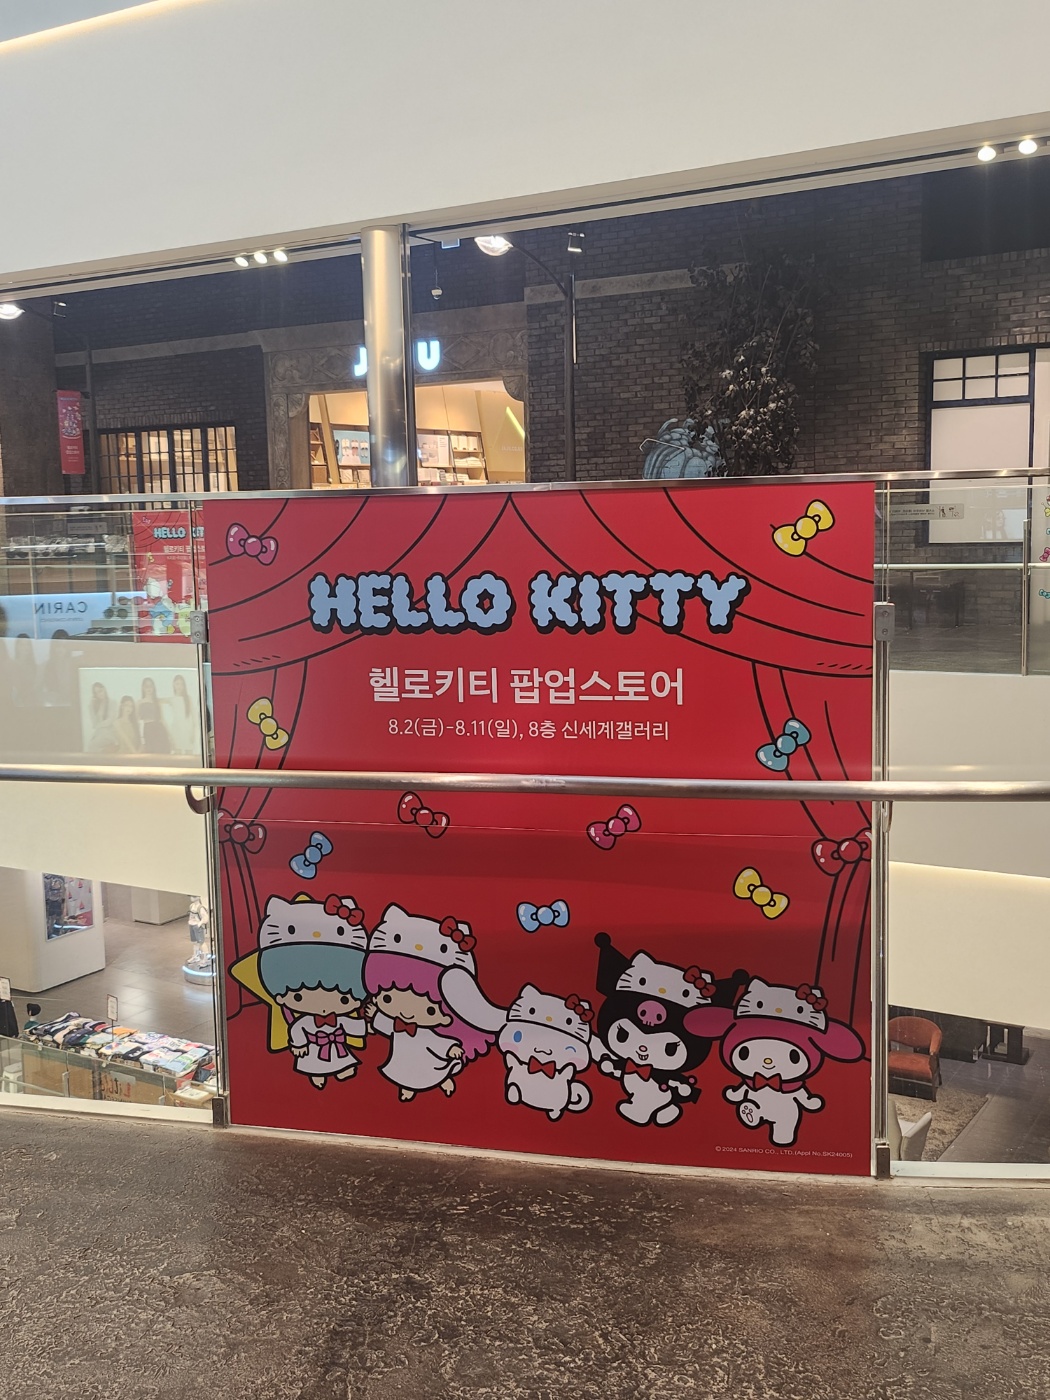 HELLO KITTY
헬로키티 팝업스토어
8.2(금)-8.11(일), 8층 신세계갤러리
© 2024 SANRIO CO., LTD.(Appl No.SK24005)
CARIN